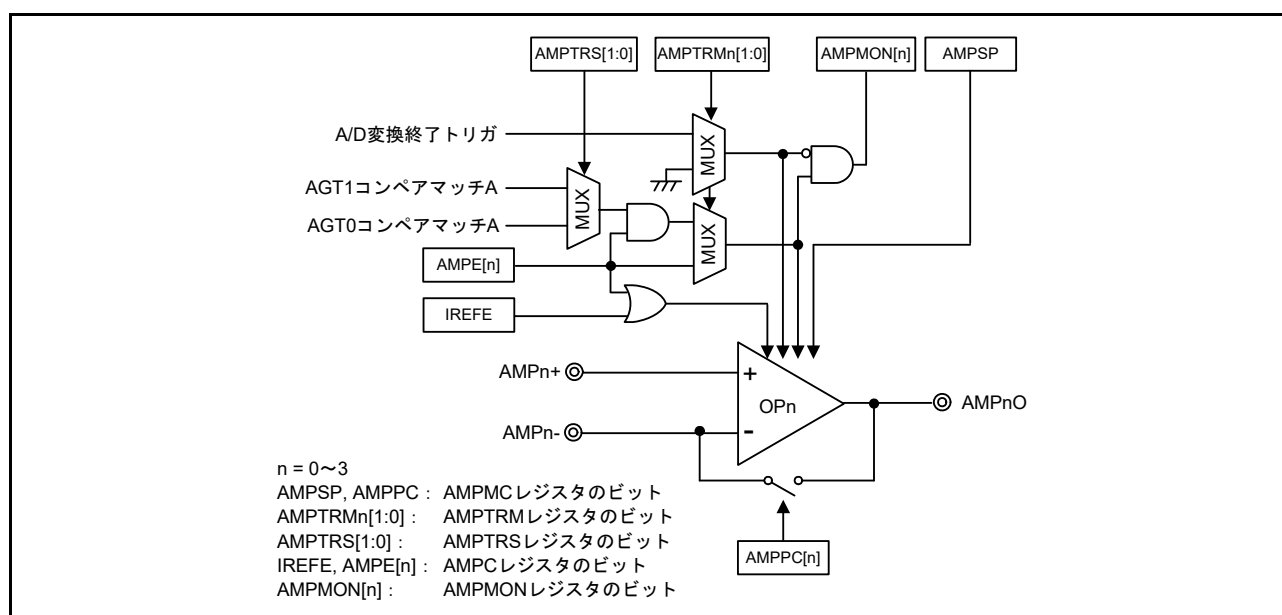 AMPTRS[1:0] AMPTRMn[1:0] AMPMON[n] AMPSP
A/D変換終了トリガ
MUX
AGT1コンペアマッチA
MUX
AGT0コンペアマッチA
MUX
AMPE[n]
IREFE
AMPn+
+
OPn
AMPnO
AMPn-
-
n = 0～3
AMPSP, AMPPC : AMPMCレジスタのビット
AMPTRMn[1:0] : AMPTRMレジスタのビット
AMPTRS[1:0] : AMPTRSレジスタのビット
IREFE, AMPE[n] : AMPCレジスタのビット
AMPMON[n] : AMPMONレジスタのビット
AMPPC[n]